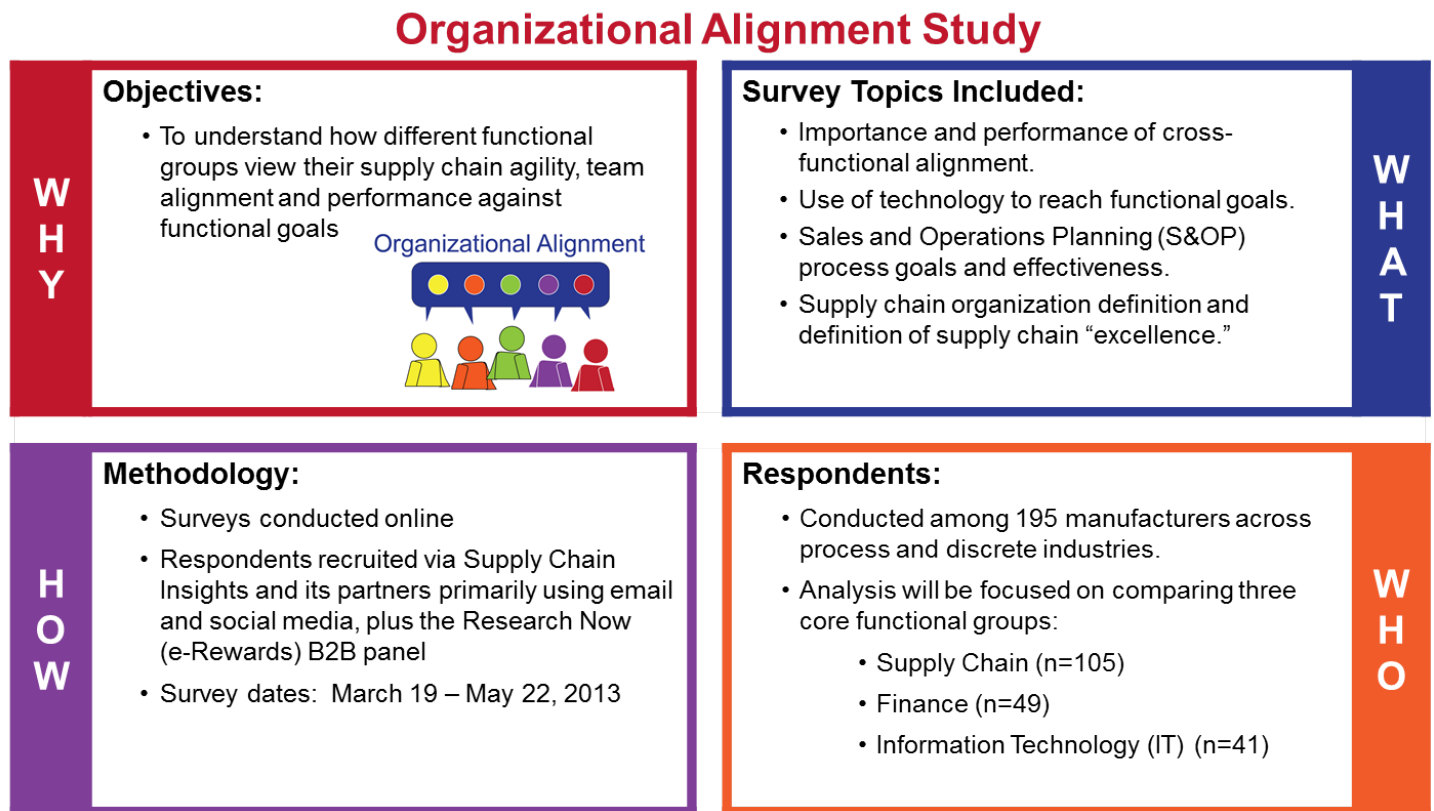 Organizational Alignment Study
WHY
Objectives:
• To understand how different functional
groups view their supply chain agility, team
alignment and performance against
functional goals
Organizational Alignment
Survey Topics Included:
• Importance and performance of cross-
functional alignment.
• Use of technology to reach functional goals.
• Sales and Operations Planning (S&OP)
process goals and effectiveness.
• Supply chain organization definition and
definition of supply chain “excellence.”
WHAT
HOW
Methodology:
• Surveys conducted online
• Respondents recruited via Supply Chain
Insights and its partners primarily using email
and social media, plus the Research Now
(e-Rewards) B2B panel
• Survey dates:  March 19 – May 22, 2013
Respondents:
• Conducted among 195 manufacturers across
process and discrete industries.
• Analysis will be focused on comparing three
core functional groups:
• Supply Chain (n=105)
• Finance (n=49)
• Information Technology (IT) (n=41)
WHO